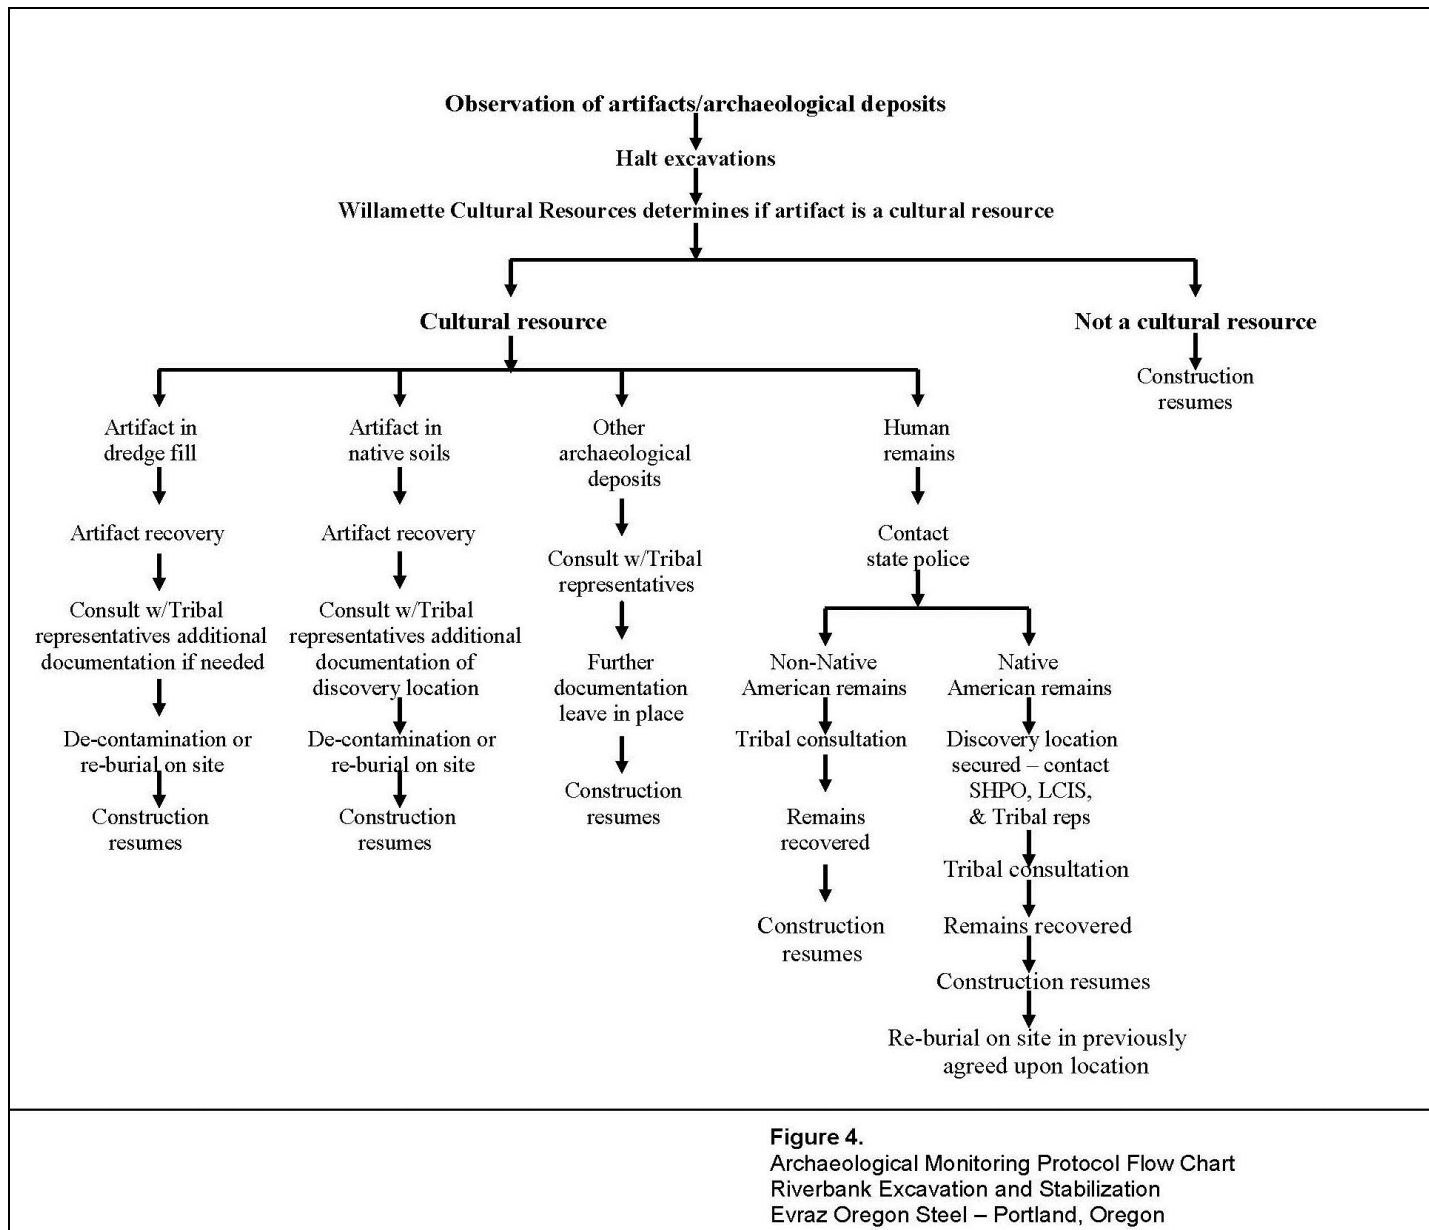 Observation of artifacts/archaeological deposits
Halt excavations
Willamette Cultural Resources determines if artifact is a cultural resource
Cultural resource
Not a cultural resource
Construction
resumes
Artifact in
dredge fill
Artifact recovery
Consult w/Tribal
representatives additional
documentation if needed
De-contamination or
re-burial on site
Construction
resumes
Artifact in
native soils
Artifact recovery
Consult w/Tribal
representatives additional
documentation of
discovery location
De-contamination or
re-burial on site
Construction
resumes
Other
archaeological
deposits
Consult w/Tribal
representatives
Further
documentation
leave in place
Construction
resumes
Human
remains
Contact
state police
Non-Native
American remains
Tribal consultation
Remains
recovered
Construction
resumes
Native
American remains
Discovery location
secured – contact
SHPO, LCIS,
& Tribal reps
Tribal consultation
Remains recovered
Construction resumes
Re-burial on site in previously
agreed upon location
Figure 4.
Archaeological Monitoring Protocol Flow Chart
Riverbank Excavation and Stabilization
Evraz Oregon Steel – Portland, Oregon